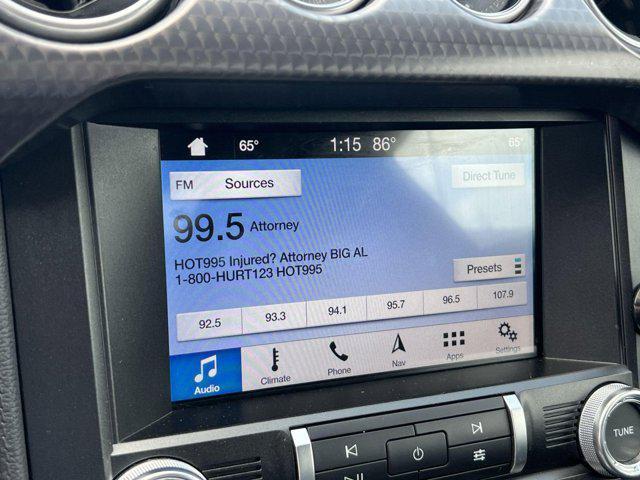 65° 1:15 86° 65°
FM Sources Direct Tune
99.5 Attorney
HOT995 Injured? Attorney BIG AL
1-800-HURT123 HOT995
Presets
92.5 93.3 94.1 95.7 96.5 107.9
Audio Climate Phone Nav Apps Settings
TUNE